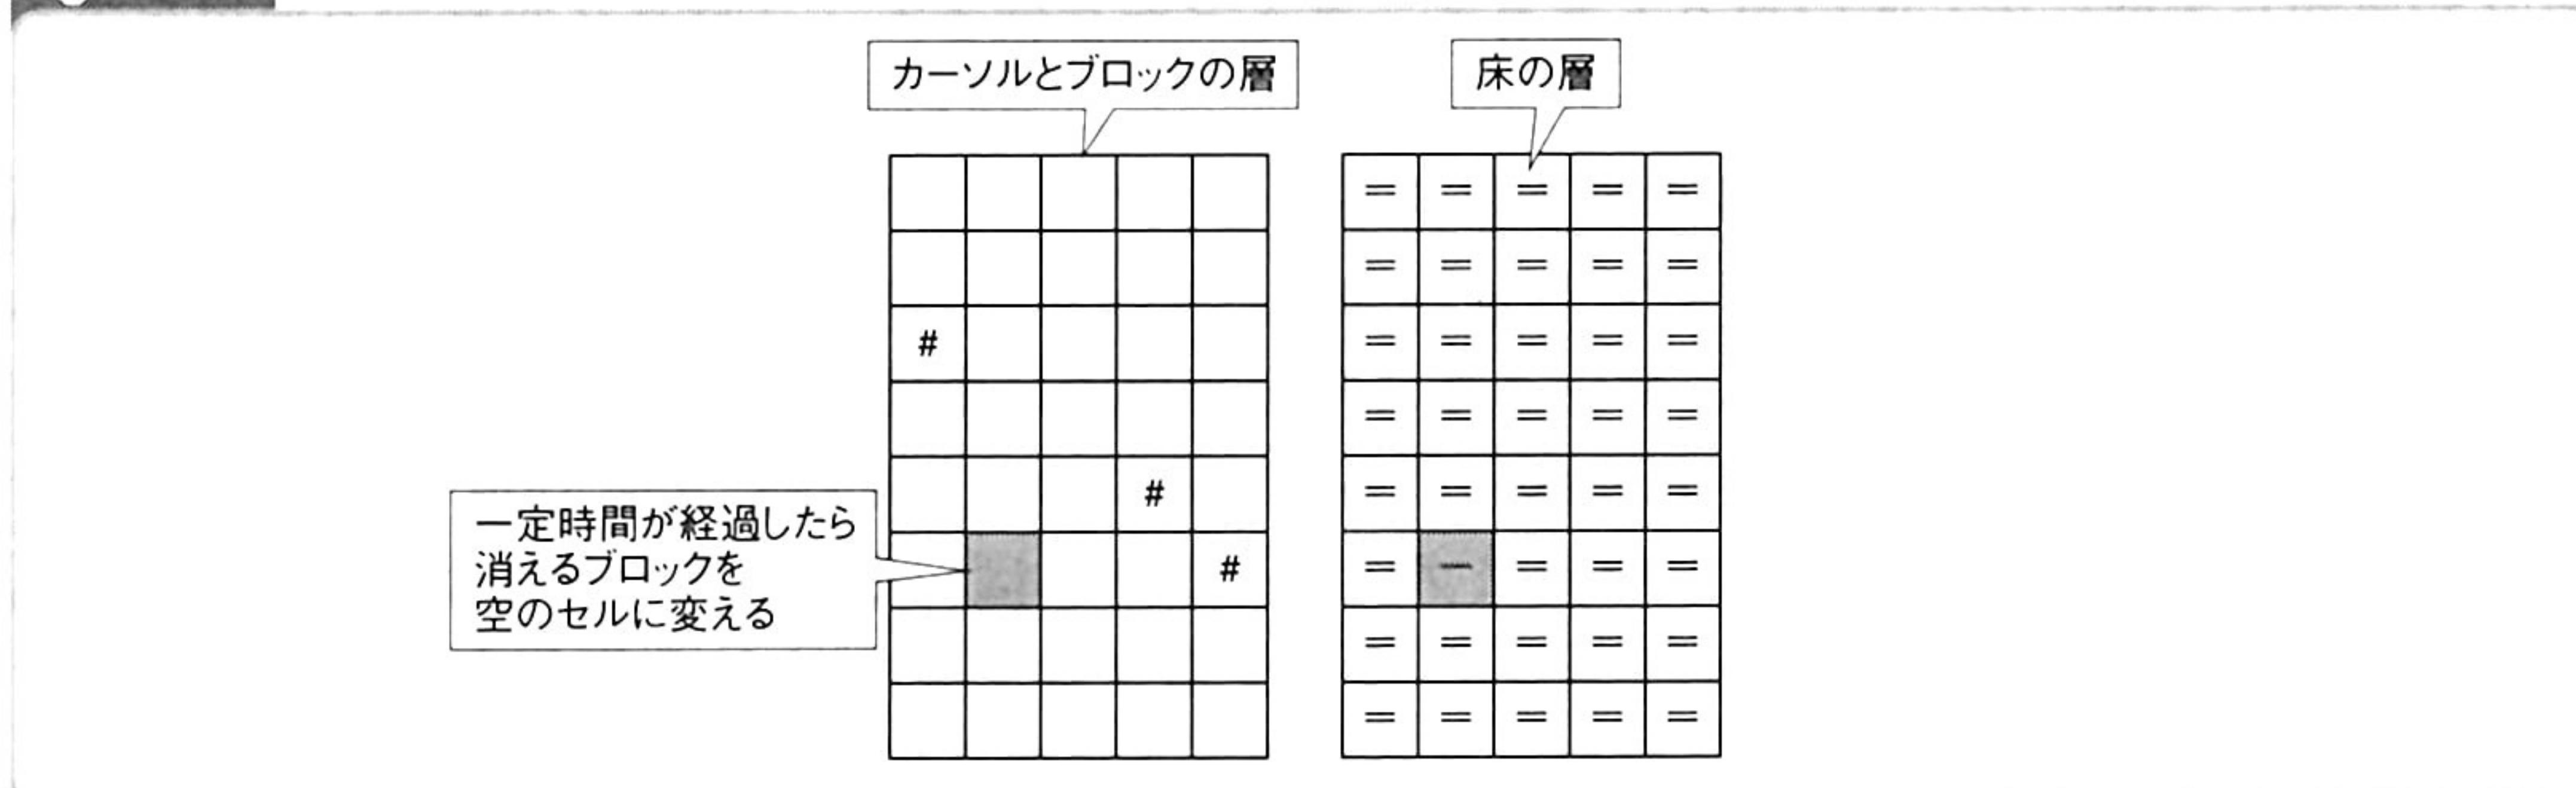 カーソルとブロックの層
床の層
= = = = =
= = = = =
#
= = = = =
= = = = =
#
= = = = =
一定時間が経過したら
消えるブロックを
空のセルに変える
#
= − = = =
= = = = =
= = = = =